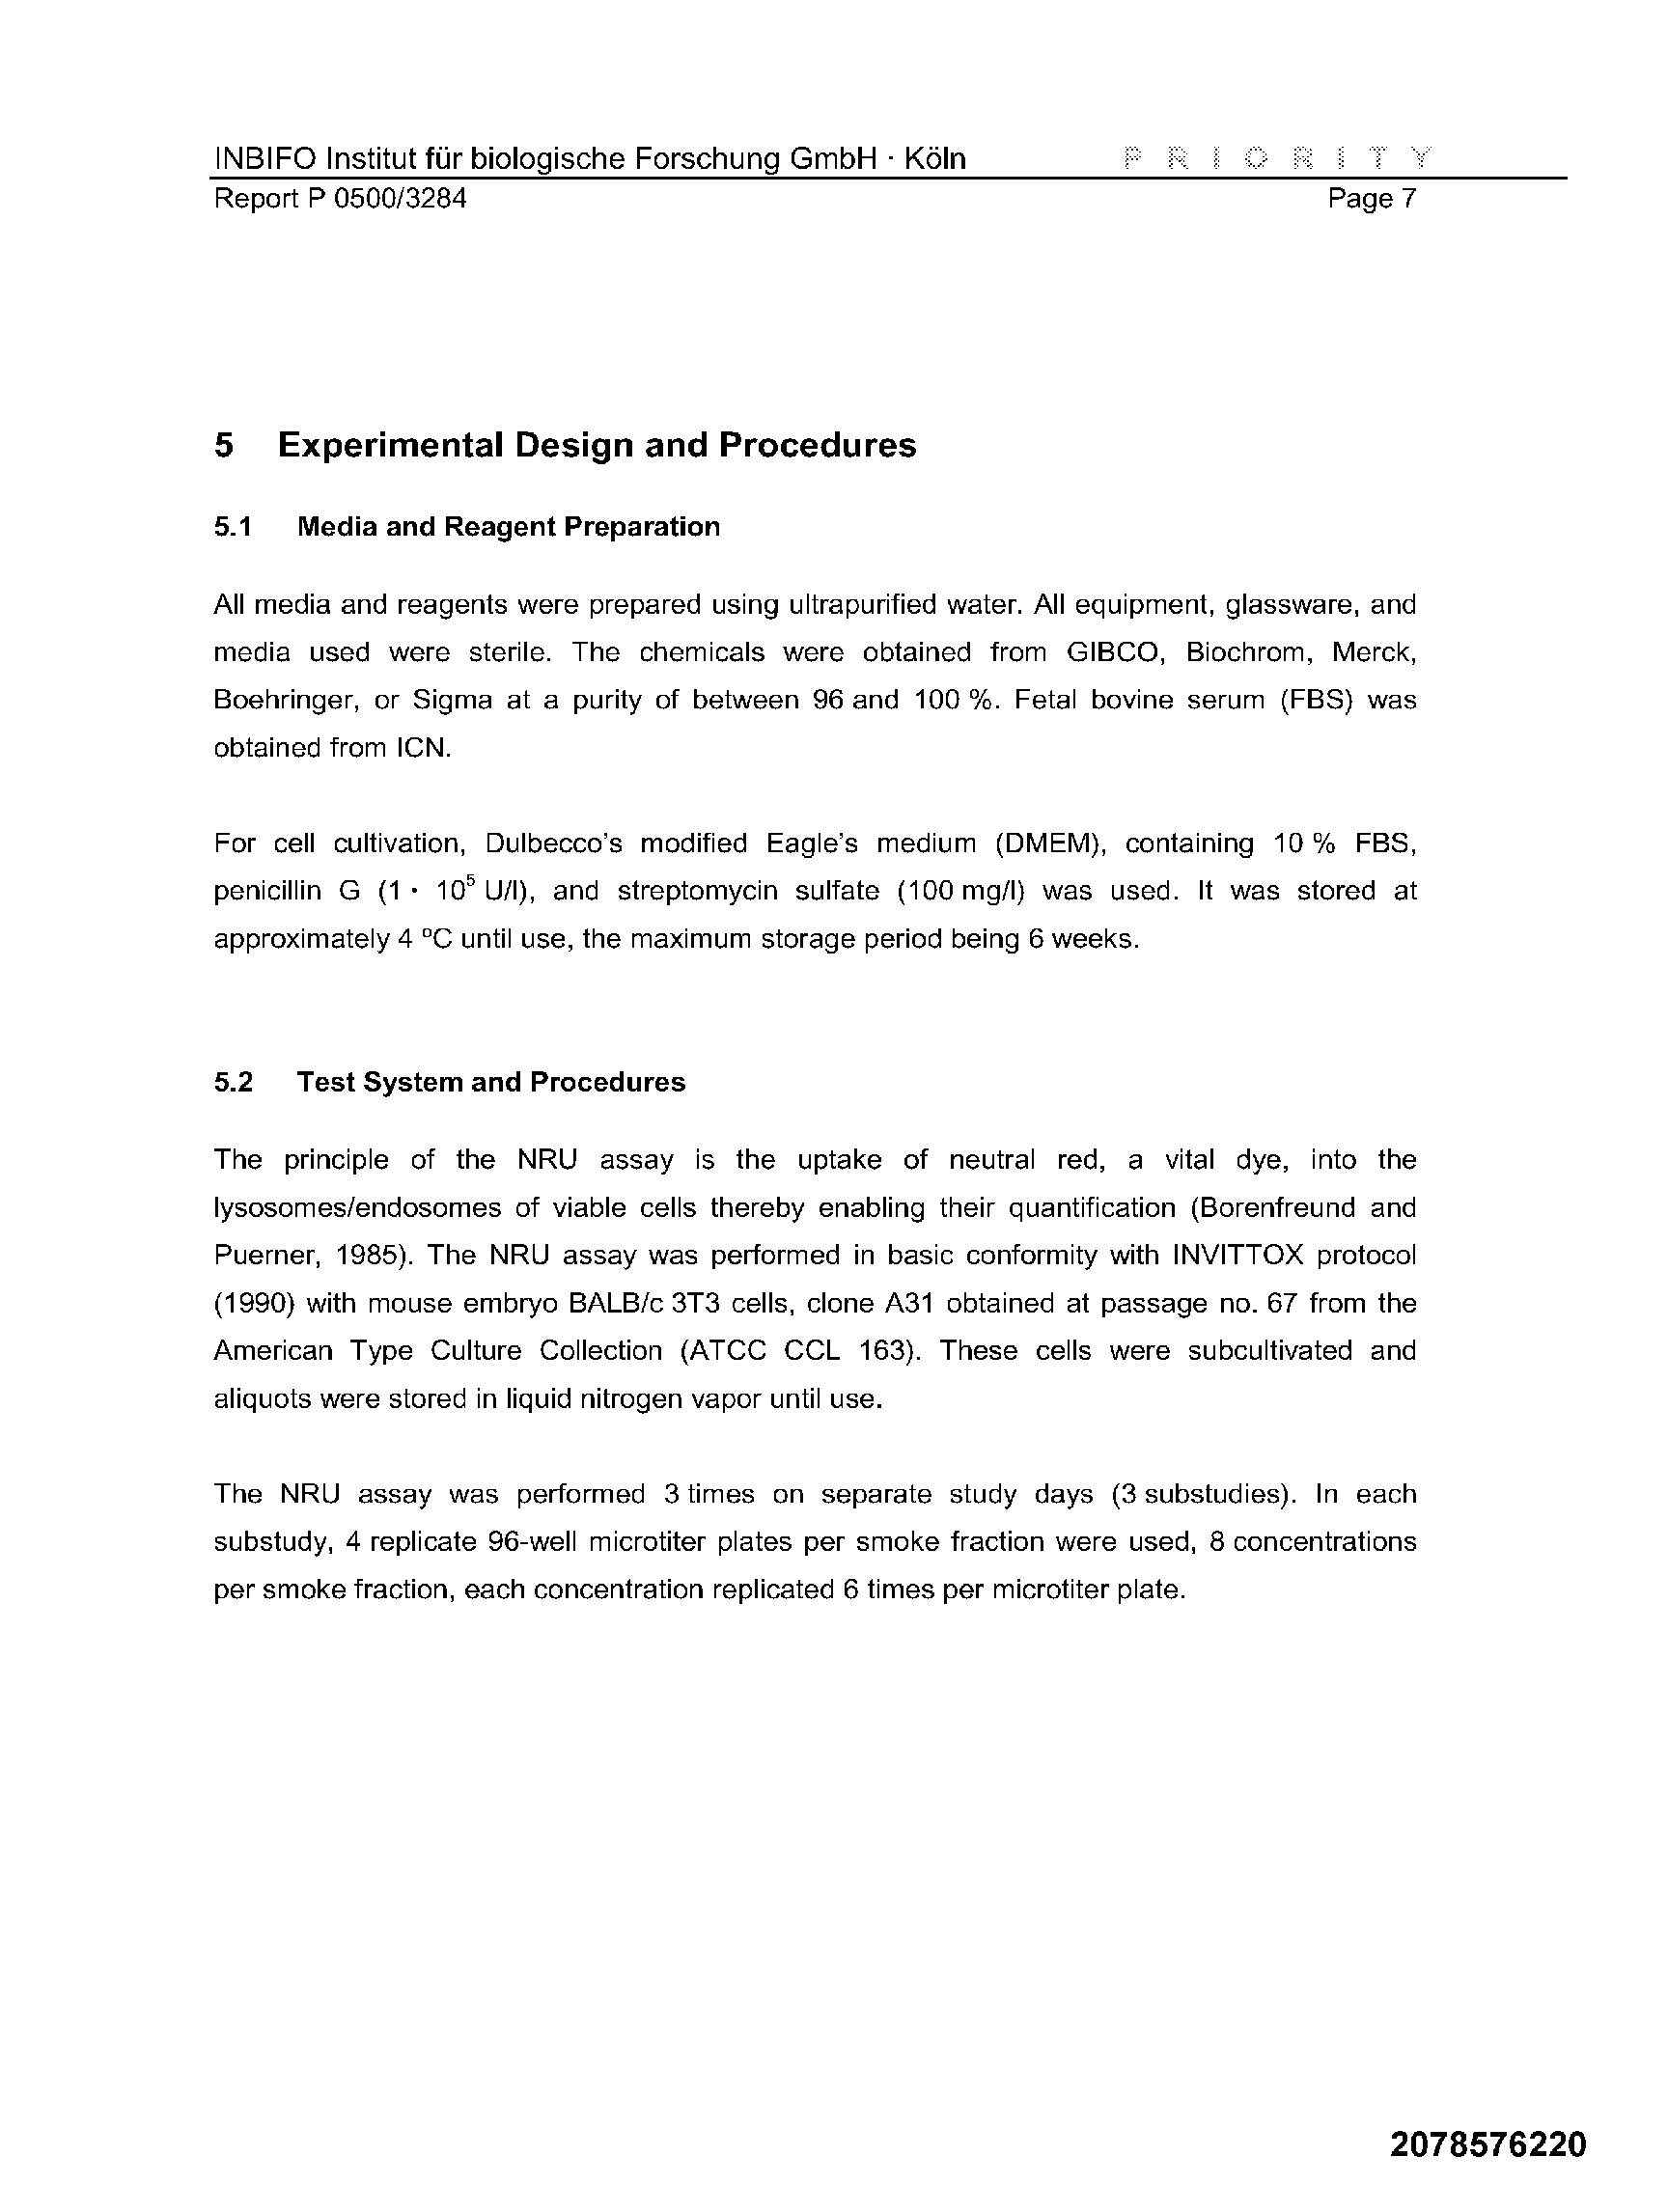 INBIFO Institut für biologische Forschung GmbH · Köln PRIORITY
Report P 0500/3284 Page 7
5 Experimental Design and Procedures
5.1 Media and Reagent Preparation
All media and reagents were prepared using ultrapurified water. All equipment, glassware, and
media used were sterile. The chemicals were obtained from GIBCO, Biochrom, Merck,
Boehringer, or Sigma at a purity of between 96 and 100 %. Fetal bovine serum (FBS) was
obtained from ICN.
For cell cultivation, Dulbecco's modified Eagle's medium (DMEM), containing 10 % FBS,
penicillin G (1 · 10⁵ U/l), and streptomycin sulfate (100 mg/l) was used. It was stored at
approximately 4 ºC until use, the maximum storage period being 6 weeks.
5.2 Test System and Procedures
The principle of the NRU assay is the uptake of neutral red, a vital dye, into the
lysosomes/endosomes of viable cells thereby enabling their quantification (Borenfreund and
Puerner, 1985). The NRU assay was performed in basic conformity with INVITTOX protocol
(1990) with mouse embryo BALB/c 3T3 cells, clone A31 obtained at passage no. 67 from the
American Type Culture Collection (ATCC CCL 163). These cells were subcultivated and
aliquots were stored in liquid nitrogen vapor until use.
The NRU assay was performed 3 times on separate study days (3 substudies). In each
substudy, 4 replicate 96-well microtiter plates per smoke fraction were used, 8 concentrations
per smoke fraction, each concentration replicated 6 times per microtiter plate.
2078576220